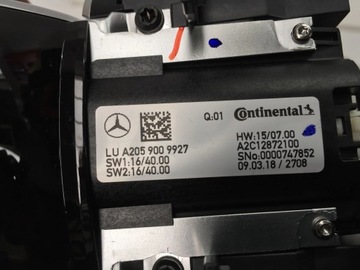 Q:01 Continental
LU A205 900 9927
SW1:16/40.00
SW2:16/40.00
HW:15/07.00
A2C12872100
SNo:0000747852
09.03.18 / 2708